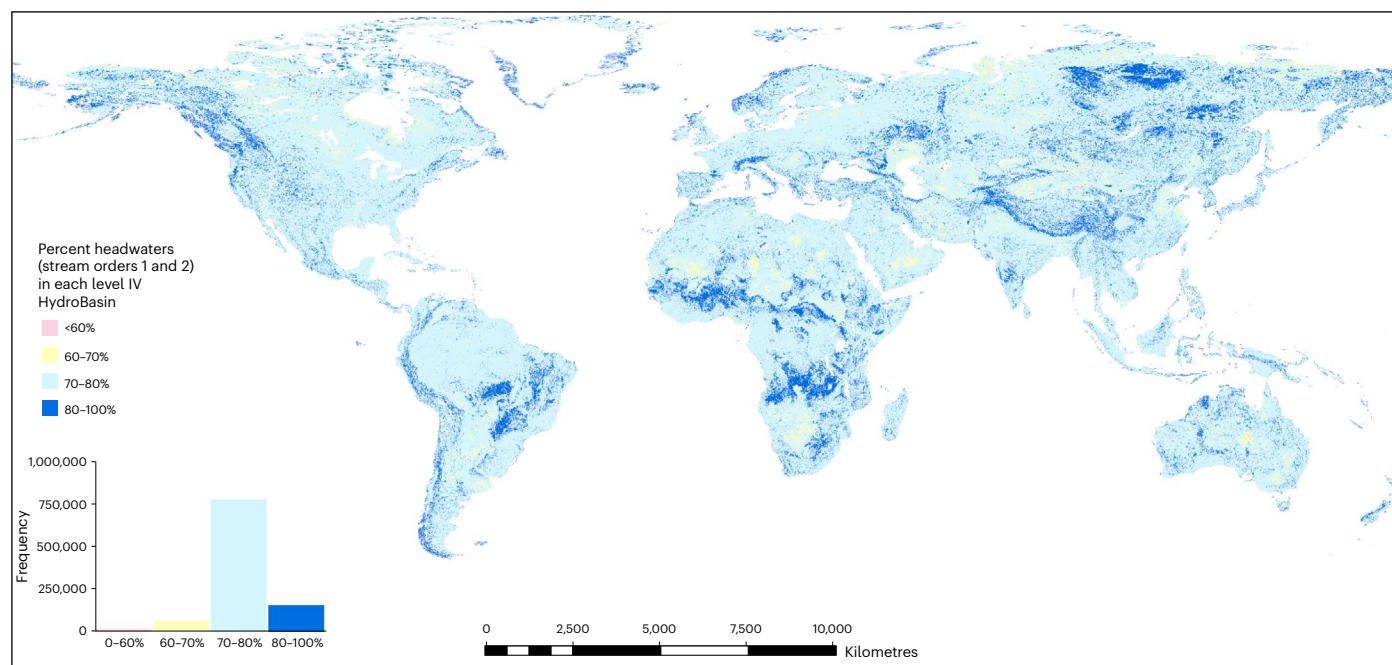 Percent headwaters
(stream orders 1 and 2)
in each level IV
HydroBasin
<60%
60–70%
70–80%
80–100%
1,000,000
750,000
500,000
250,000
0
Frequency
0–60% 60–70% 70–80% 80–100%
0 2,500 5,000 7,500 10,000
Kilometres